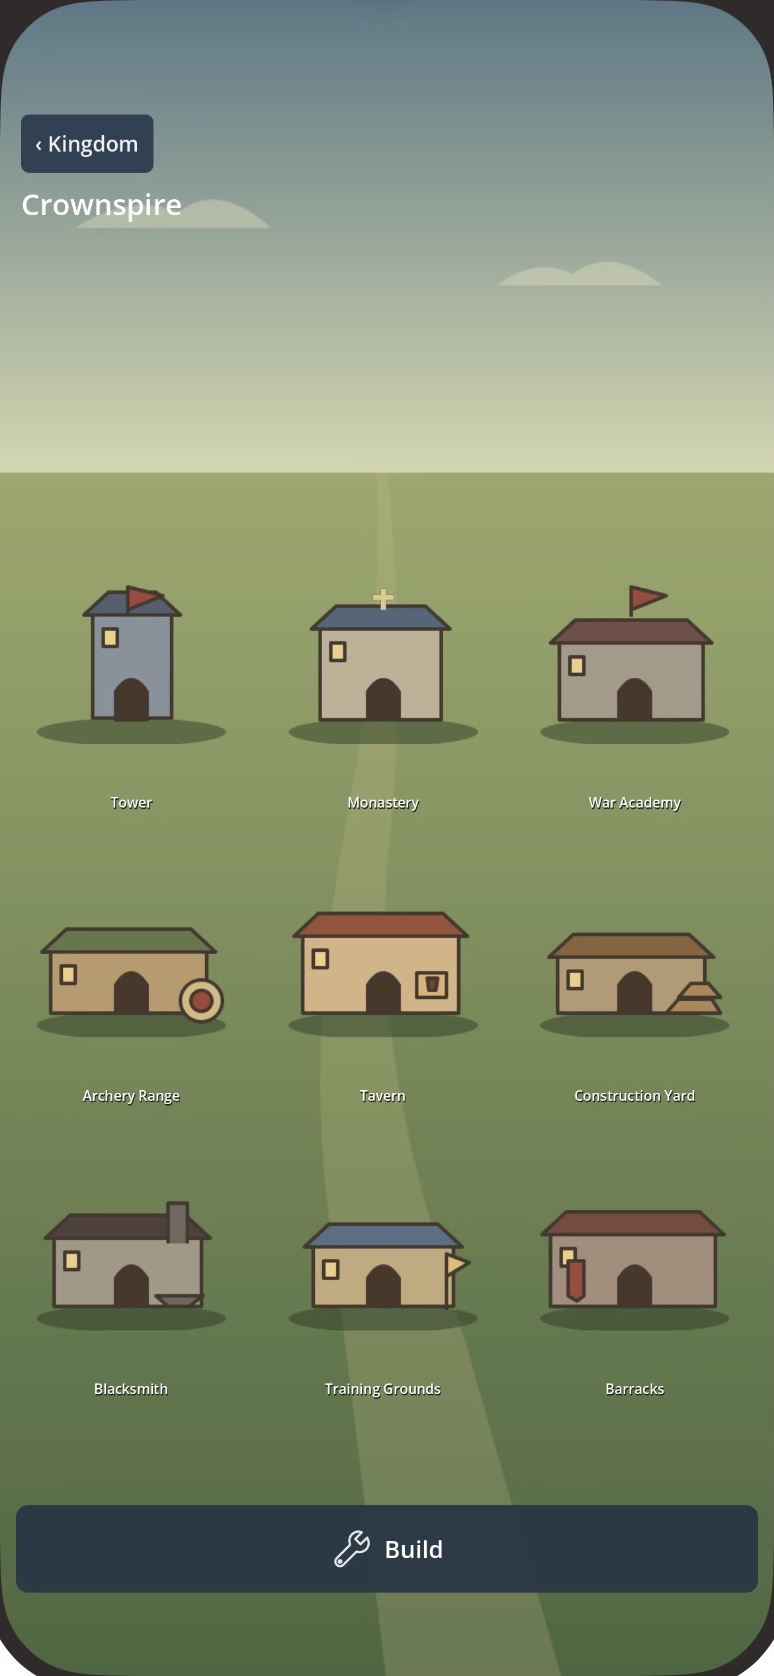 ‹ Kingdom
Crownspire
Tower
Monastery
War Academy
Archery Range
Tavern
Construction Yard
Blacksmith
Training Grounds
Barracks
Build